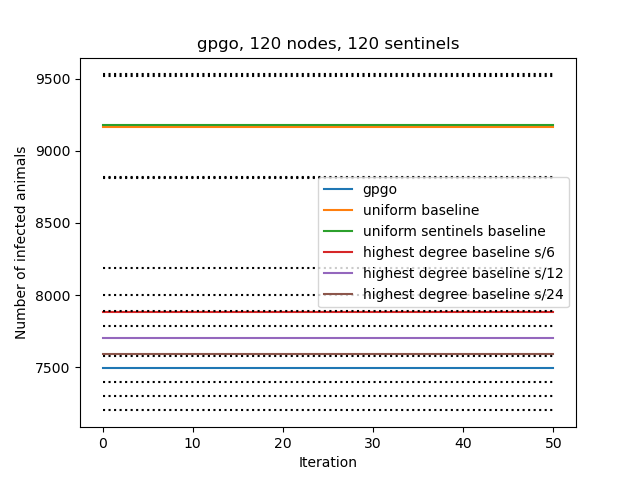 gpgo, 120 nodes, 120 sentinels
Number of infected animals
9500
9000
8500
8000
7500
gpgo
uniform baseline
uniform sentinels baseline
highest degree baseline s/6
highest degree baseline s/12
highest degree baseline s/24
0 10 20 30 40 50
Iteration